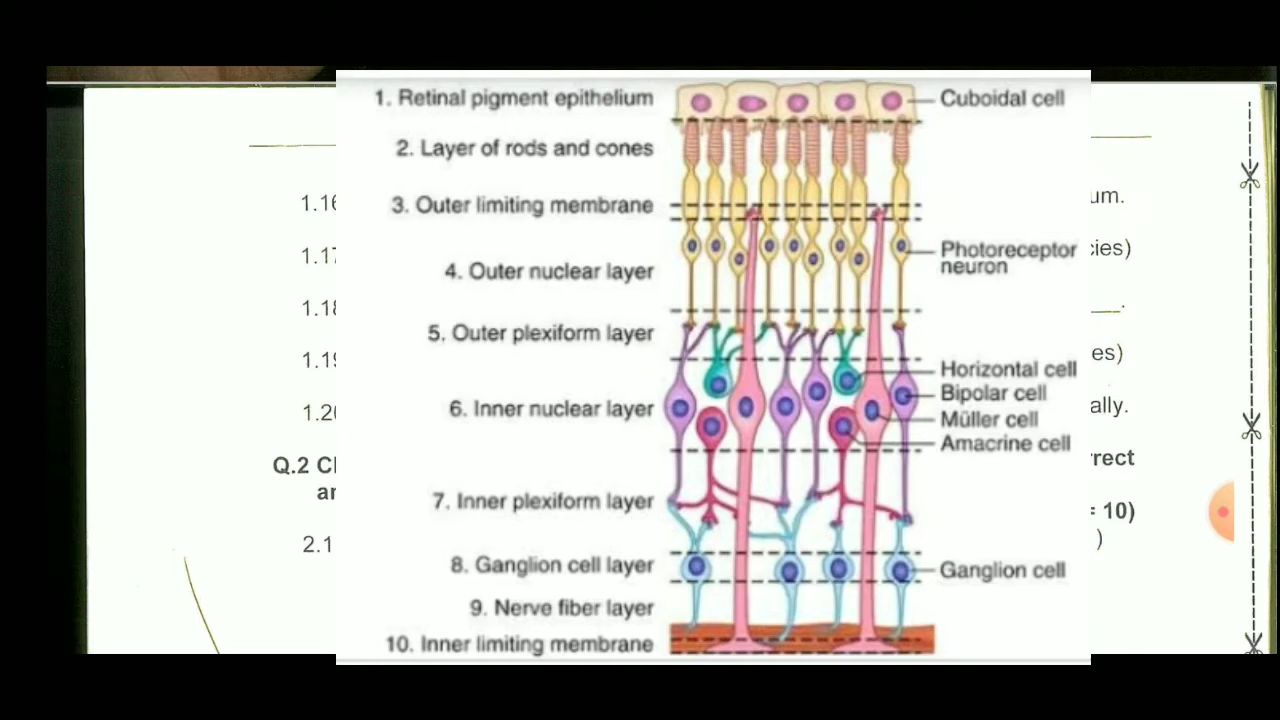 1. Retinal pigment epithelium
Cuboidal cell
2. Layer of rods and cones
3. Outer limiting membrane
Photoreceptor
neuron
4. Outer nuclear layer
5. Outer plexiform layer
Horizontal cell
Bipolar cell
6. Inner nuclear layer
Müller cell
Amacrine cell
7. Inner plexiform layer
8. Ganglion cell layer
Ganglion cell
9. Nerve fiber layer
10. Inner limiting membrane
1.16
um.
1.17
cies)
1.18
1.19
es)
1.20
ally.
Q.2 Cl
rrect
ar
= 10)
2.1
)